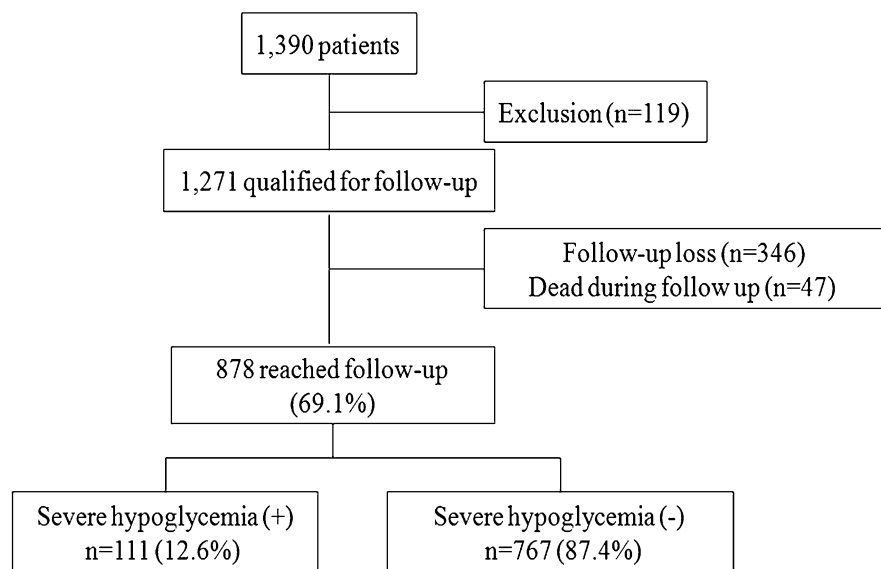 1,390 patients
Exclusion (n=119)
1,271 qualified for follow-up
Follow-up loss (n=346)
Dead during follow up (n=47)
878 reached follow-up
(69.1%)
Severe hypoglycemia (+)
n=111 (12.6%)
Severe hypoglycemia (-)
n=767 (87.4%)